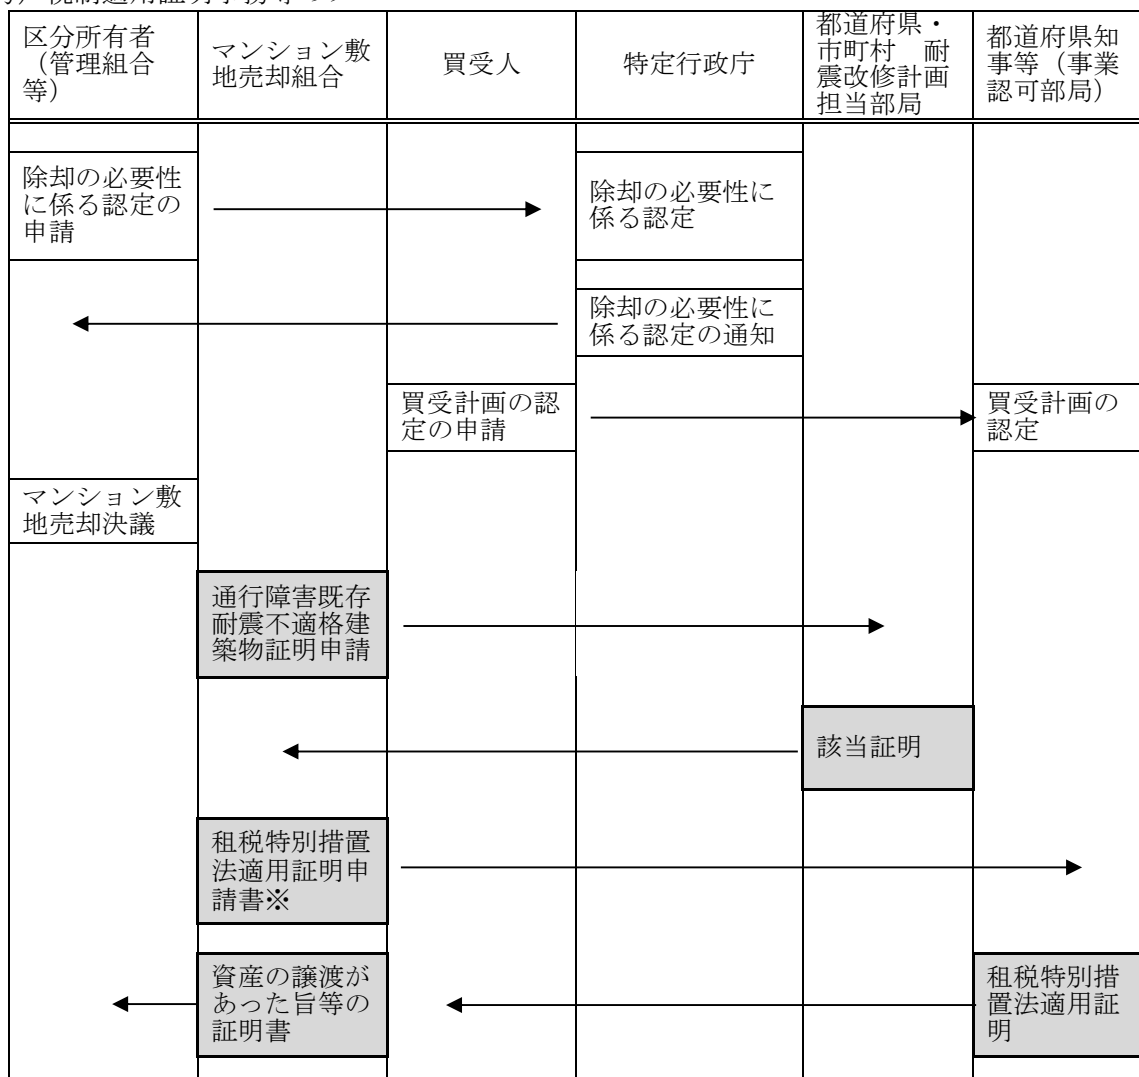 区分所有者
（管理組合
等）
マンション敷
地売却組合
買受人
特定行政庁
都道府県・
市町村　耐
震改修計画
担当部局
都道府県知
事等（事業
認可部局）
除却の必要性
に係る認定の
申請
除却の必要性に
係る認定
除却の必要性に
係る認定の通知
買受計画の認
定の申請
買受計画の
認定
マンション敷
地売却決議
通行障害既存
耐震不適格建
築物証明申請
該当証明
租税特別措置
法適用証明申
請書※
資産の譲渡が
あった旨等の
証明書
租税特別措
置法適用証
明